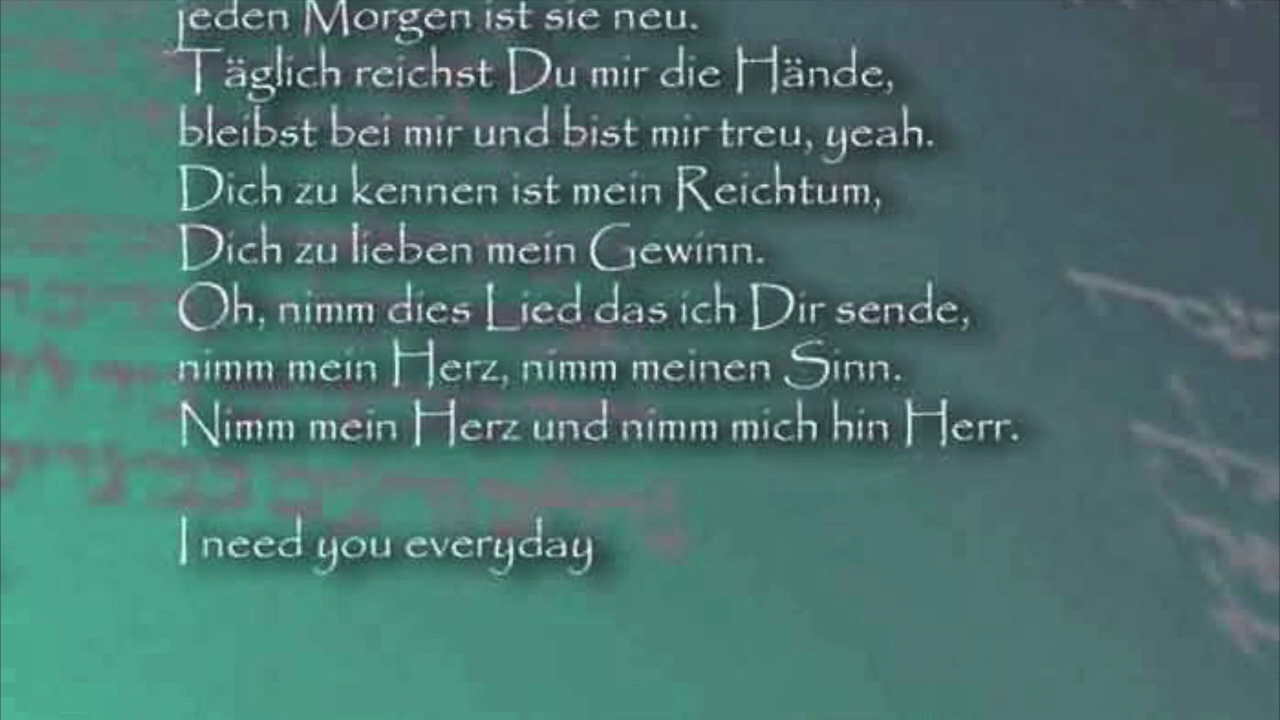 jeden Morgen ist sie neu.
Täglich reichst Du mir die Hände,
bleibst bei mir und bist mir treu, yeah.
Dich zu kennen ist mein Reichtum,
Dich zu lieben mein Gewinn.
Oh, nimm dies Lied das ich Dir sende,
nimm mein Herz, nimm meinen Sinn.
Nimm mein Herz und nimm mich hin Herr.
I need you everyday